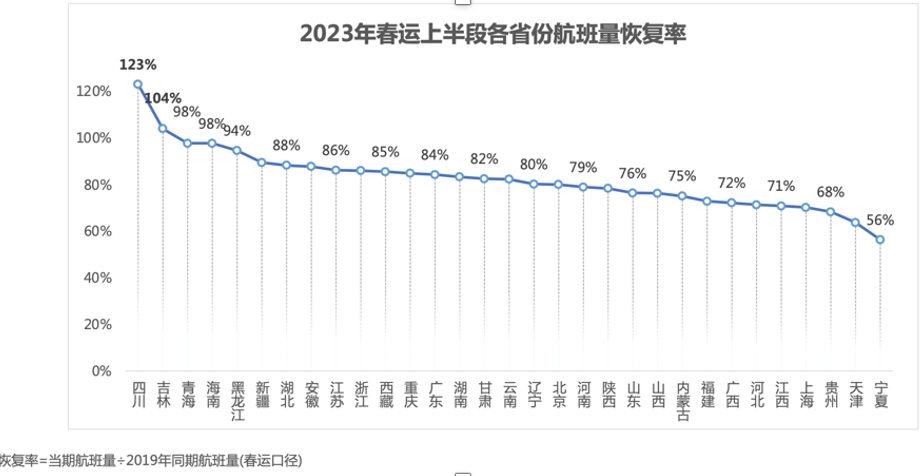 2023年春运上半段各省份航班量恢复率
123%
104%
98%
98%
94%
88%
86%
85%
84%
82%
80%
79%
76%
75%
72%
71%
68%
56%
120%
100%
80%
60%
40%
20%
0%
四川
吉林
青海
海南
黑龙江
新疆
湖北
安徽
江苏
浙江
西藏
重庆
广东
湖南
甘肃
云南
辽宁
北京
河南
陕西
山东
山西
内蒙古
福建
广西
河北
江西
上海
贵州
天津
宁夏
恢复率=当期航班量÷2019年同期航班量(春运口径)